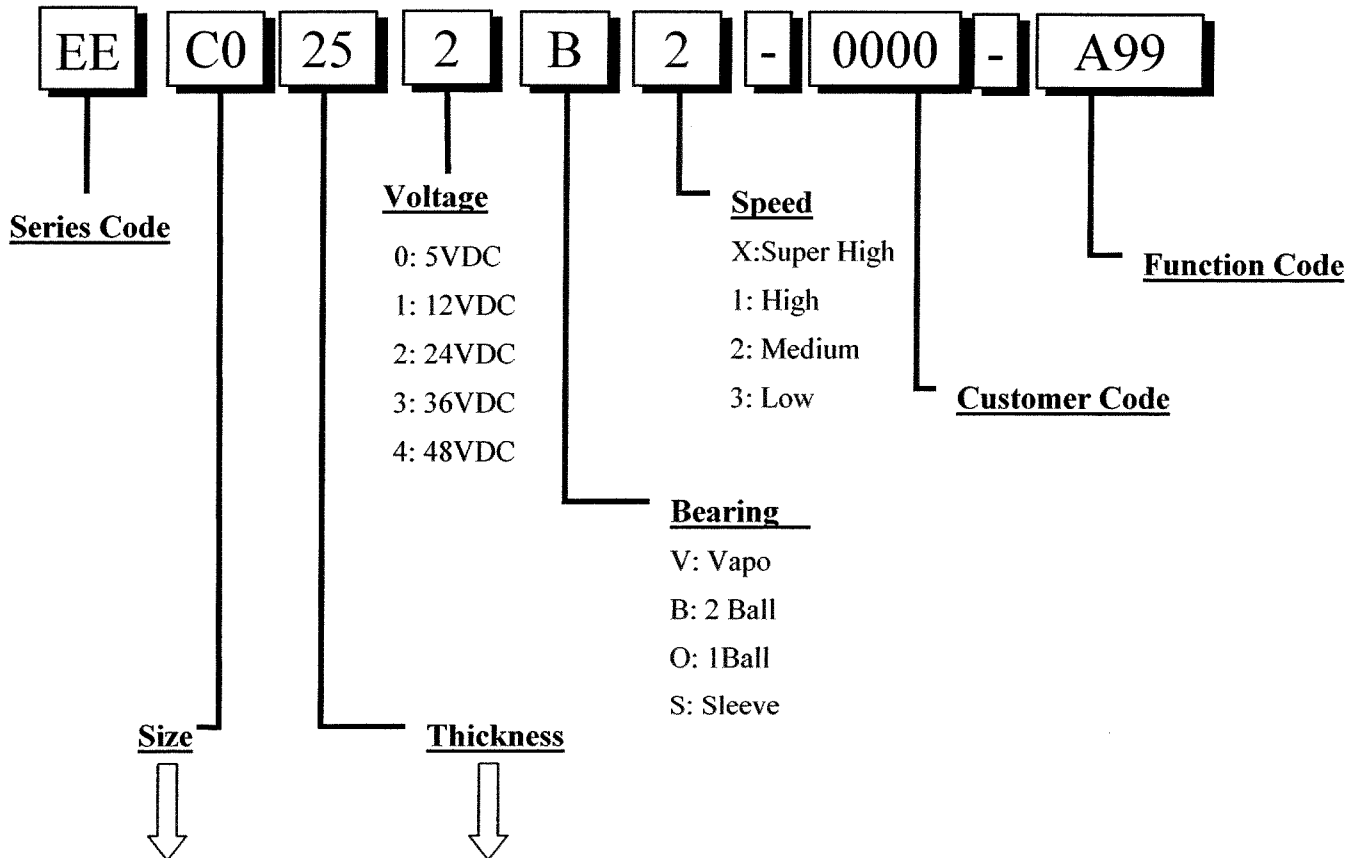 EE C0 25 2 B 2 - 0000 - A99
Series Code
Voltage
0: 5VDC
1: 12VDC
2: 24VDC
3: 36VDC
4: 48VDC
Speed
X:Super High
1: High
2: Medium
3: Low
Function Code
Customer Code
Bearing
V: Vapo
B: 2 Ball
O: 1Ball
S: Sleeve
Size
Thickness